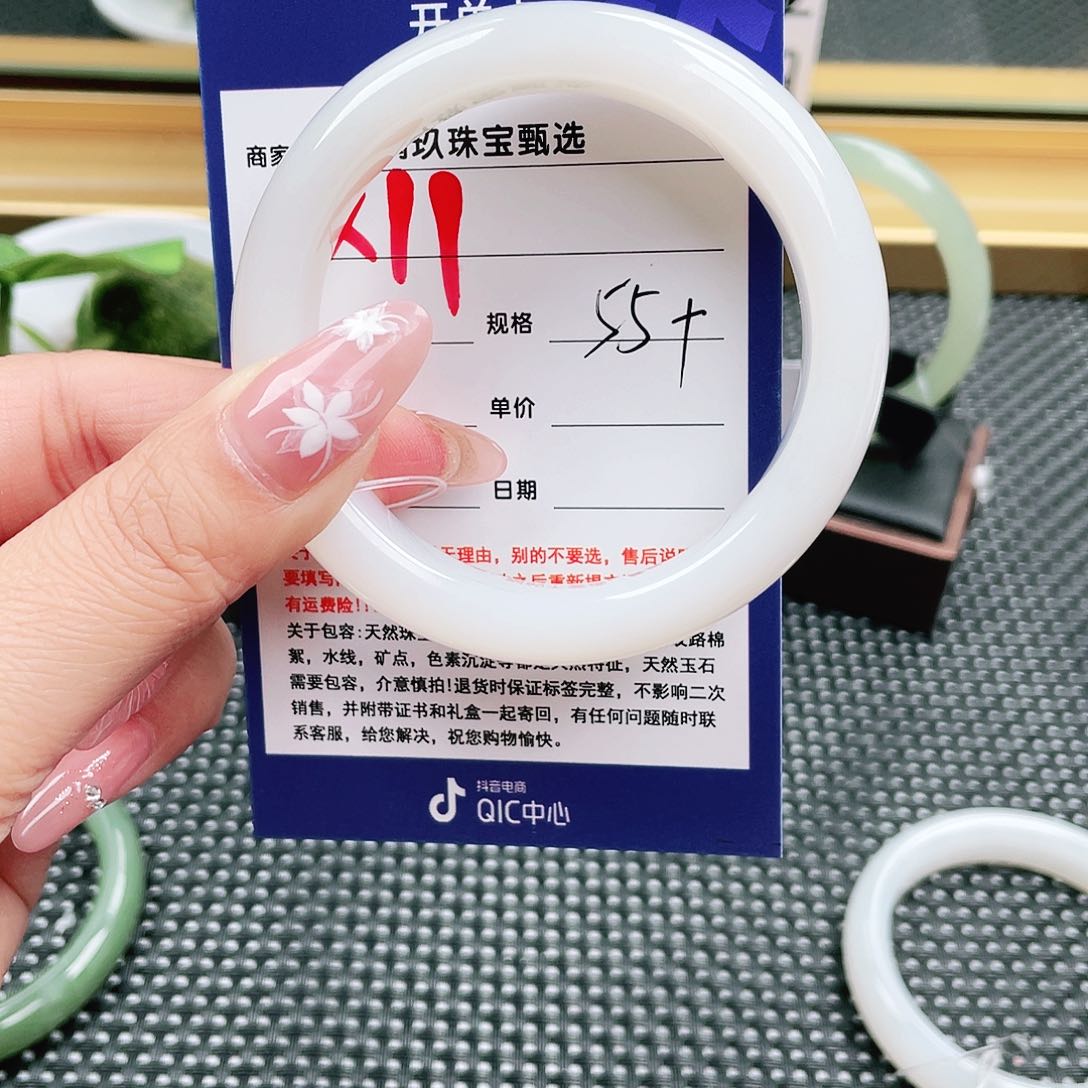 开单
商家 玖珠宝甄选
X11
规格 55+
单价
日期
理由，别的不要选，售后说
要填写 之后重新提
有运费险!
关于包容:天然珠 纹路棉
絮，水线，矿点，色素沉淀等都是天然特征，天然玉石
需要包容，介意慎拍!退货时保证标签完整，不影响二次
销售，并附带证书和礼盒一起寄回，有任何问题随时联
系客服，给您解决，祝您购物愉快。
抖音电商
QIC中心